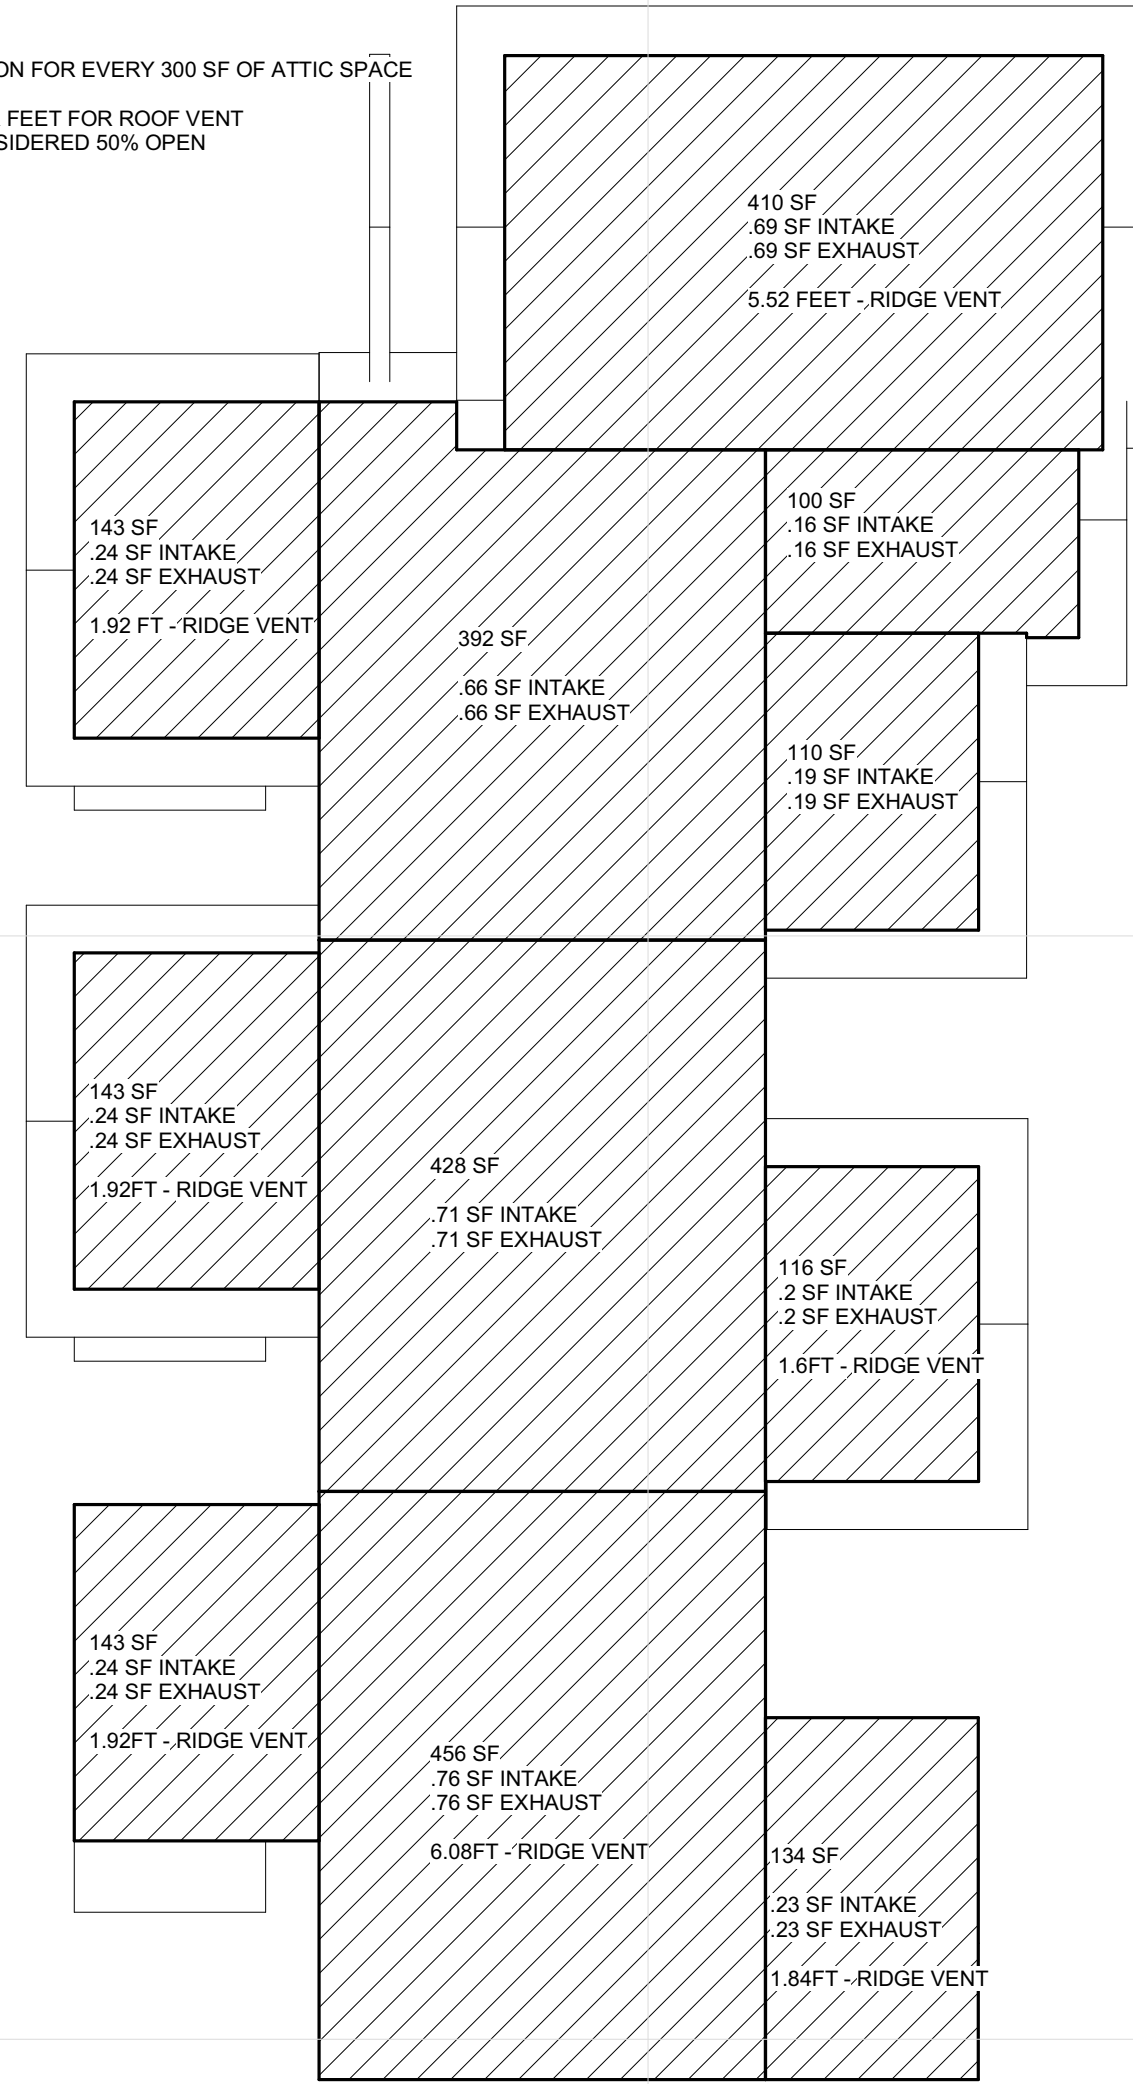 ON FOR EVERY 300 SF OF ATTIC SPACE
FEET FOR ROOF VENT
SIDERED 50% OPEN
410 SF
.69 SF INTAKE
.69 SF EXHAUST
5.52 FEET - RIDGE VENT
143 SF
.24 SF INTAKE
.24 SF EXHAUST
1.92 FT - RIDGE VENT
392 SF
.66 SF INTAKE
.66 SF EXHAUST
100 SF
.16 SF INTAKE
.16 SF EXHAUST
110 SF
.19 SF INTAKE
.19 SF EXHAUST
143 SF
.24 SF INTAKE
.24 SF EXHAUST
1.92FT - RIDGE VENT
428 SF
.71 SF INTAKE
.71 SF EXHAUST
116 SF
.2 SF INTAKE
.2 SF EXHAUST
1.6FT - RIDGE VENT
143 SF
.24 SF INTAKE
.24 SF EXHAUST
1.92FT - RIDGE VENT
456 SF
.76 SF INTAKE
.76 SF EXHAUST
6.08FT - RIDGE VENT
134 SF
.23 SF INTAKE
.23 SF EXHAUST
1.84FT - RIDGE VENT